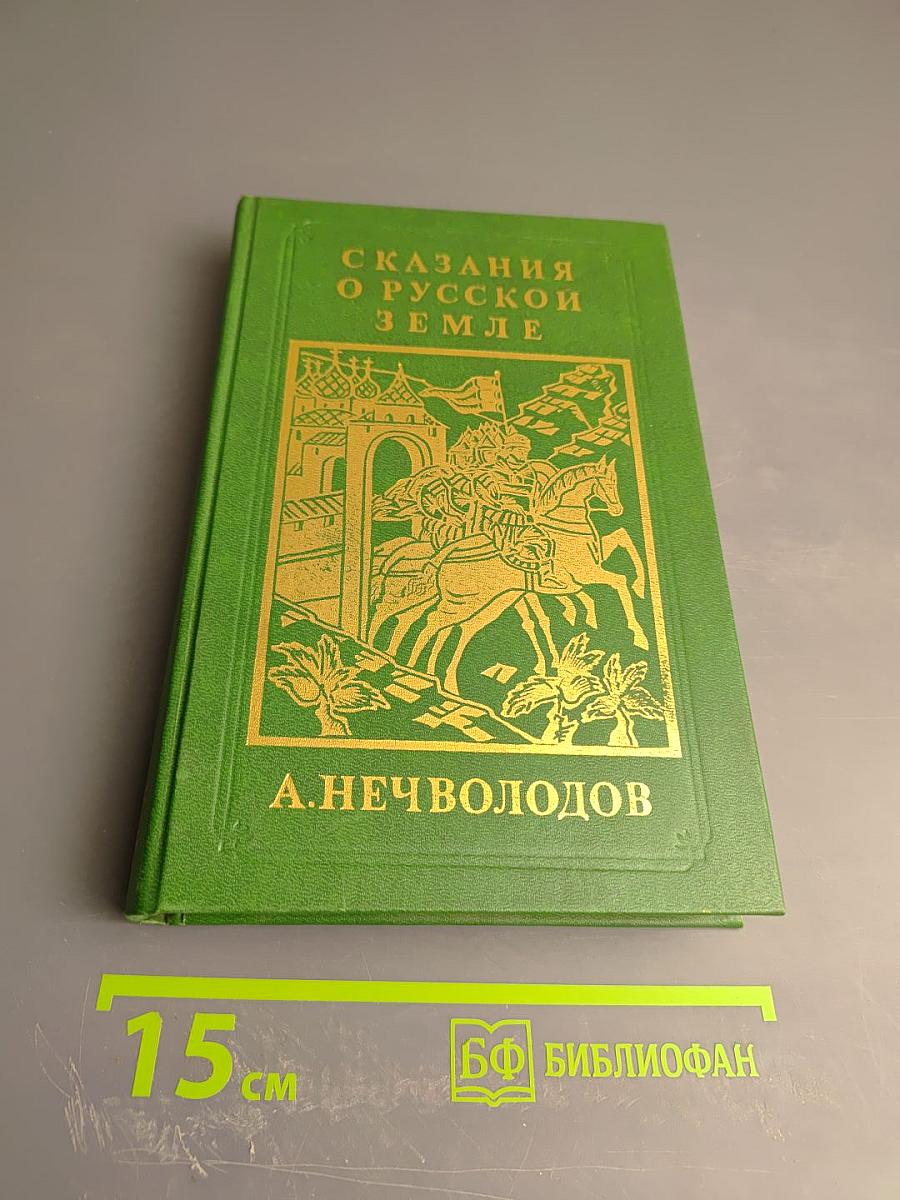 СКАЗАНИЯ
О РУССКОЙ
ЗЕМЛЕ
А.НЕЧВОЛОДОВ
15 см
БФ БИБЛИОФАН